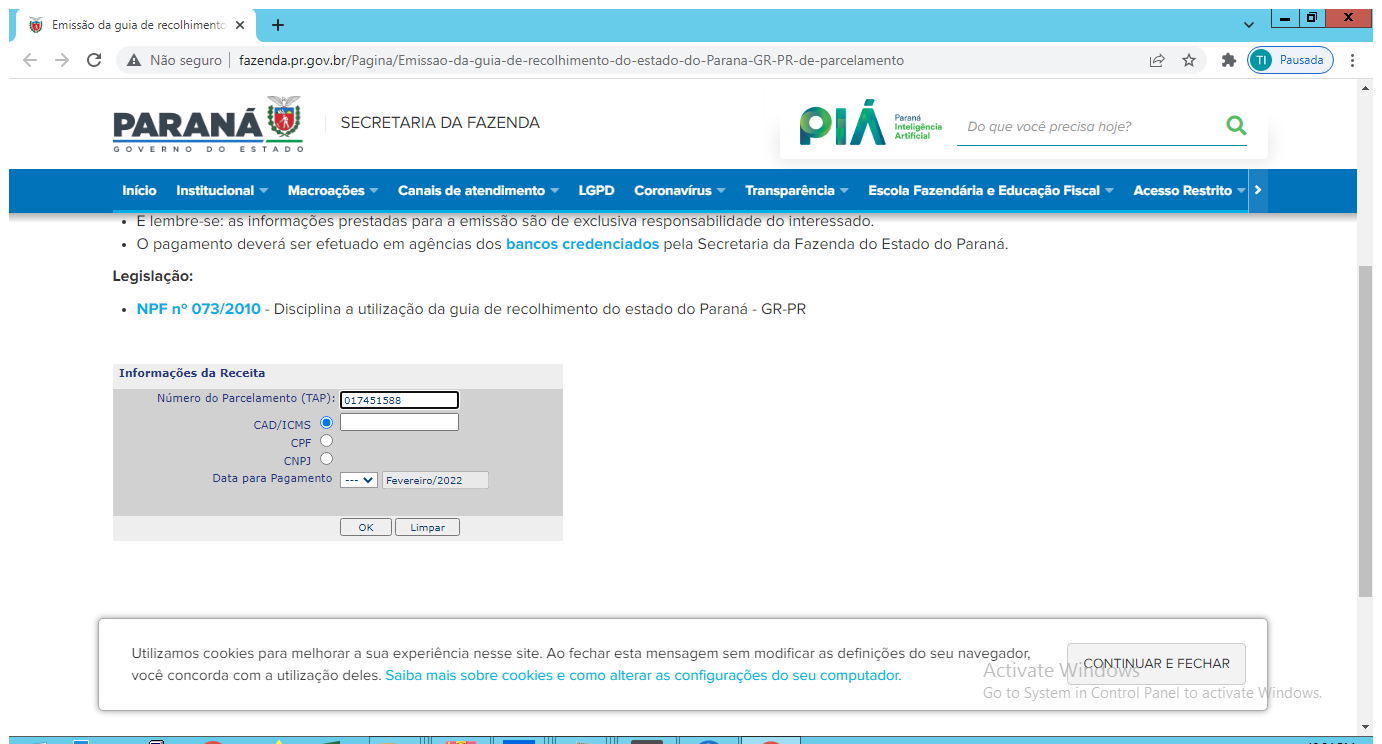 Emissão da guia de recolhimento
Não seguro | fazenda.pr.gov.br/Pagina/Emissao-da-guia-de-recolhimento-do-estado-do-Parana-GR-PR-de-parcelamento
TI Pausada
PARANÁ
GOVERNO DO ESTADO
SECRETARIA DA FAZENDA
PIÁ
Paraná
Inteligência
Artificial
Do que você precisa hoje?
Início Institucional Macroações Canais de atendimento LGPD Coronavírus Transparência Escola Fazendária e Educação Fiscal Acesso Restrito
• E lembre-se: as informações prestadas para a emissão são de exclusiva responsabilidade do interessado.
• O pagamento deverá ser efetuado em agências dos bancos credenciados pela Secretaria da Fazenda do Estado do Paraná.
Legislação:
• NPF nº 073/2010 - Disciplina a utilização da guia de recolhimento do estado do Paraná - GR-PR
Informações da Receita
Número do Parcelamento (TAP): 017451588
CAD/ICMS
CPF
CNPJ
Data para Pagamento --- Fevereiro/2022
OK Limpar
Utilizamos cookies para melhorar a sua experiência nesse site. Ao fechar esta mensagem sem modificar as definições do seu navegador,
você concorda com a utilização deles. Saiba mais sobre cookies e como alterar as configurações do seu computador.
CONTINUAR E FECHAR
Activate Windows
Go to System in Control Panel to activate Windows.